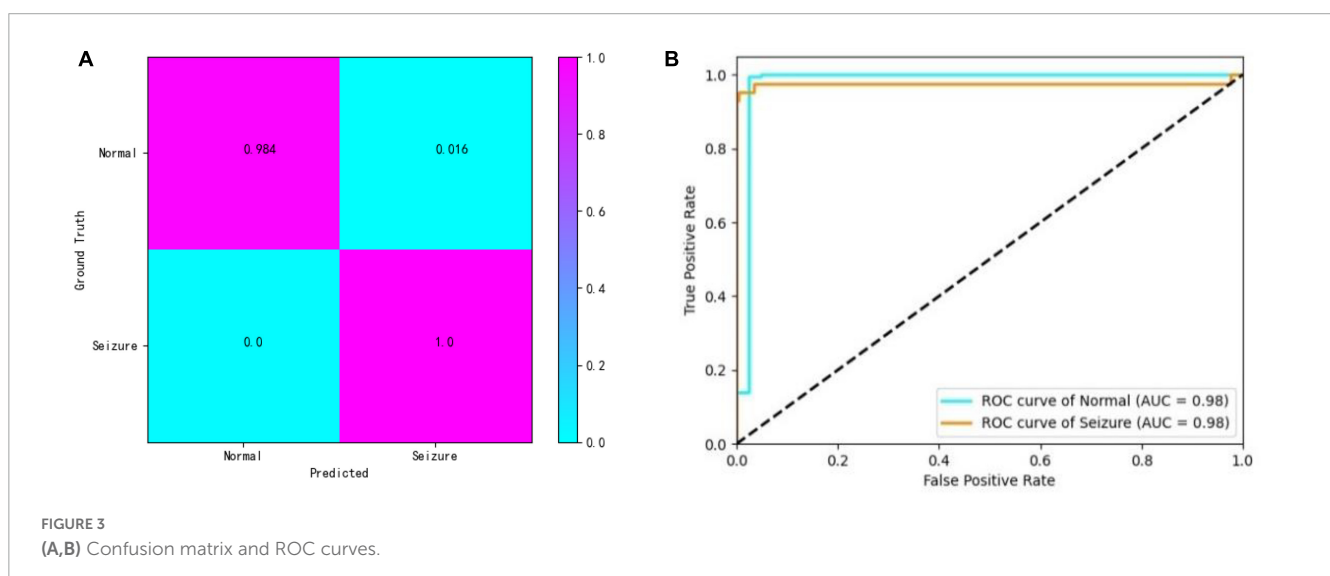 A
1.0
Normal
0.984
0.016
0.8
0.6
Ground Truth
0.4
Seizure
0.0
1.0
0.2
0.0
Normal
Seizure
Predicted
B
1.0
0.8
0.6
True Positive Rate
0.4
0.2
0.0
ROC curve of Normal (AUC = 0.98)
ROC curve of Seizure (AUC = 0.98)
0.0
0.2
0.4
0.6
0.8
1.0
False Positive Rate
FIGURE 3
(A,B) Confusion matrix and ROC curves.